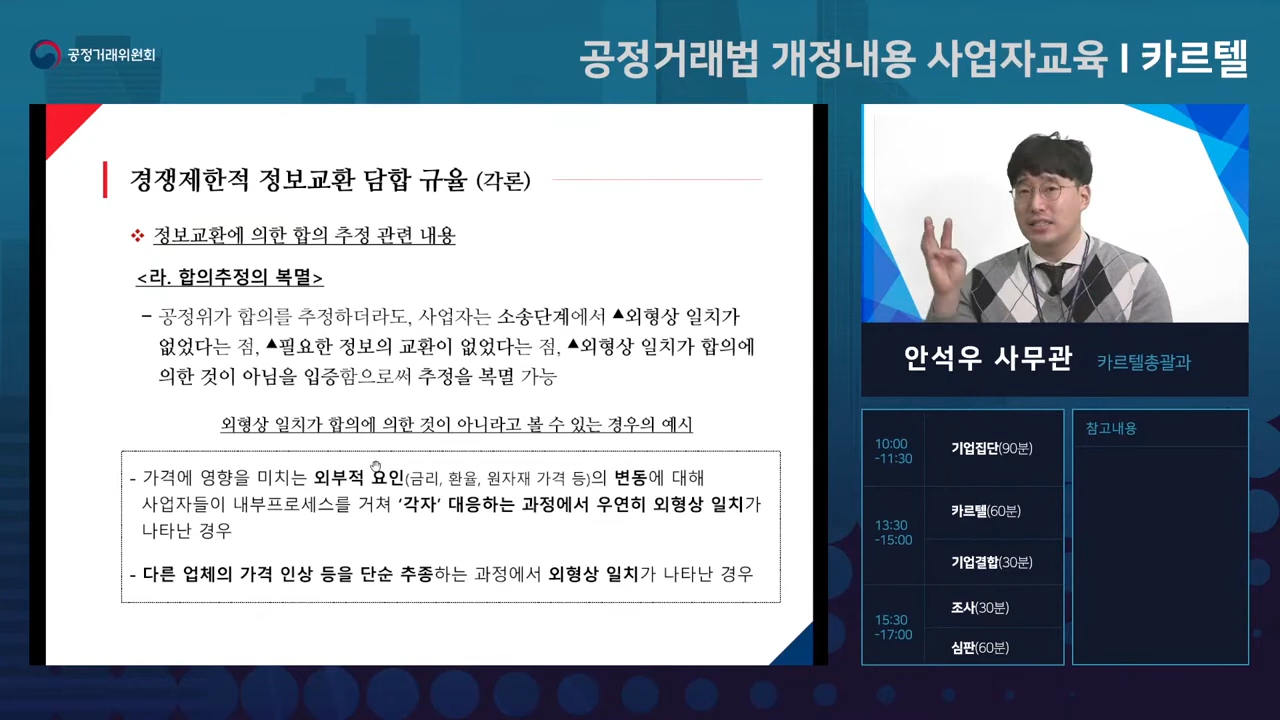 공정거래위원회
공정거래법 개정내용 사업자교육 I 카르텔
경쟁제한적 정보교환 담합 규율 (각론)
❖ 정보교환에 의한 합의 추정 관련 내용
<라. 합의추정의 복멸>
– 공정위가 합의를 추정하더라도, 사업자는 소송단계에서 ▲외형상 일치가
없었다는 점, ▲필요한 정보의 교환이 없었다는 점, ▲외형상 일치가 합의에
의한 것이 아님을 입증함으로써 추정을 복멸 가능
외형상 일치가 합의에 의한 것이 아니라고 볼 수 있는 경우의 예시
- 가격에 영향을 미치는 외부적 요인(금리, 환율, 원자재 가격 등)의 변동에 대해
사업자들이 내부프로세스를 거쳐 ‘각자’ 대응하는 과정에서 우연히 외형상 일치가
나타난 경우
- 다른 업체의 가격 인상 등을 단순 추종하는 과정에서 외형상 일치가 나타난 경우
안석우 사무관 카르텔총괄과
10:00
-11:30
기업집단(90분)
13:30
-15:00
카르텔(60분)
기업결합(30분)
15:30
-17:00
조사(30분)
심판(60분)
참고내용